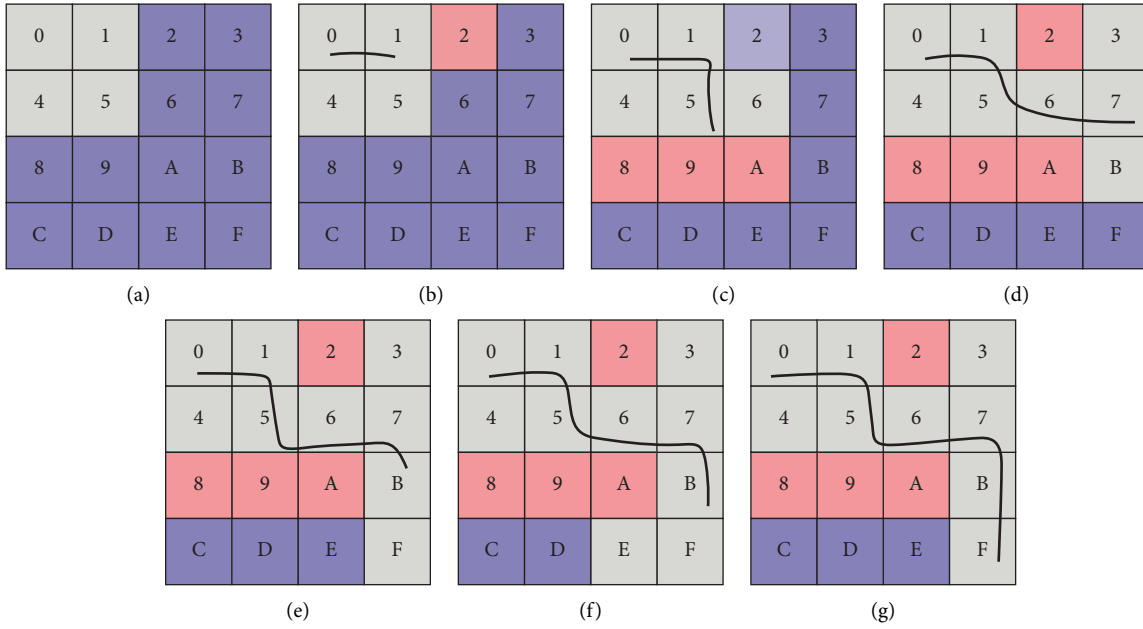 0 1 2 3 0 1 2 3 0 1 2 3 0 1 2 3
4 5 6 7 4 5 6 7 4 5 6 7 4 5 6 7
8 9 A B 8 9 A B 8 9 A B 8 9 A B
C D E F C D E F C D E F C D E F
(a) (b) (c) (d)
0 1 2 3 0 1 2 3 0 1 2 3
4 5 6 7 4 5 6 7 4 5 6 7
8 9 A B 8 9 A B 8 9 A B
C D E F C D E F C D E F
(e) (f) (g)